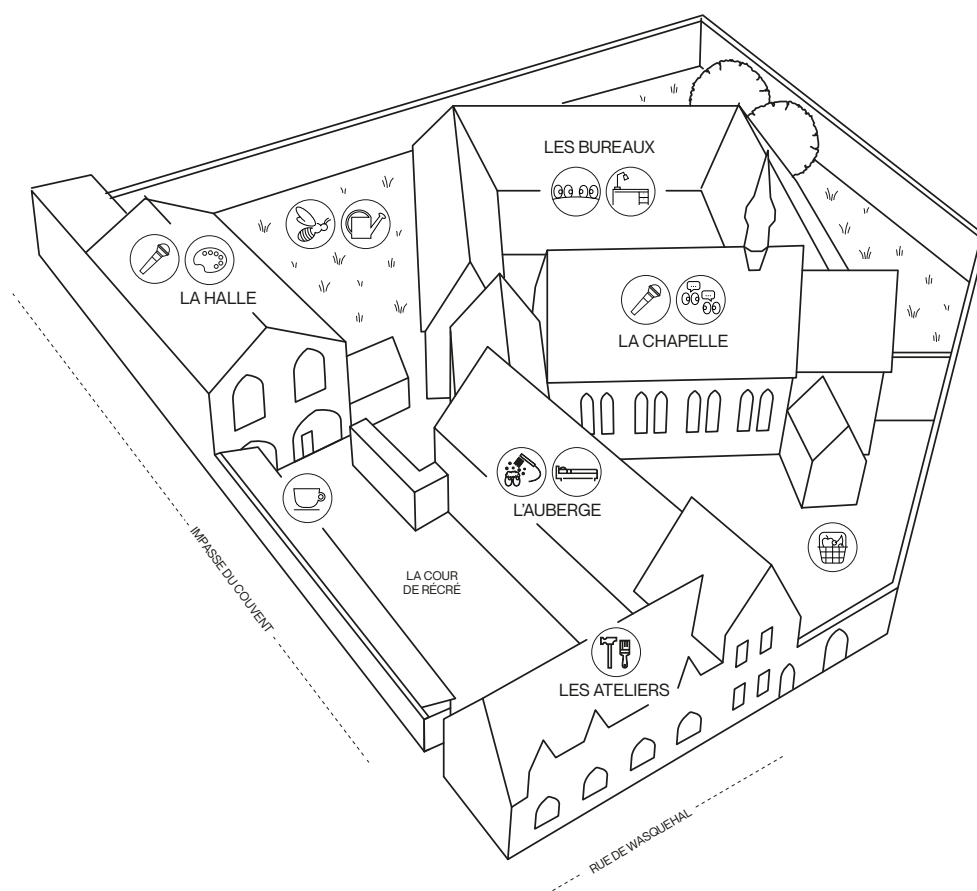 LES BUREAUX
LA HALLE
LA CHAPELLE
L'AUBERGE
LA COUR
DE RÉCRÉ
IMPASSE DU COUVENT
LES ATELIERS
RUE DE WASQUEHAL